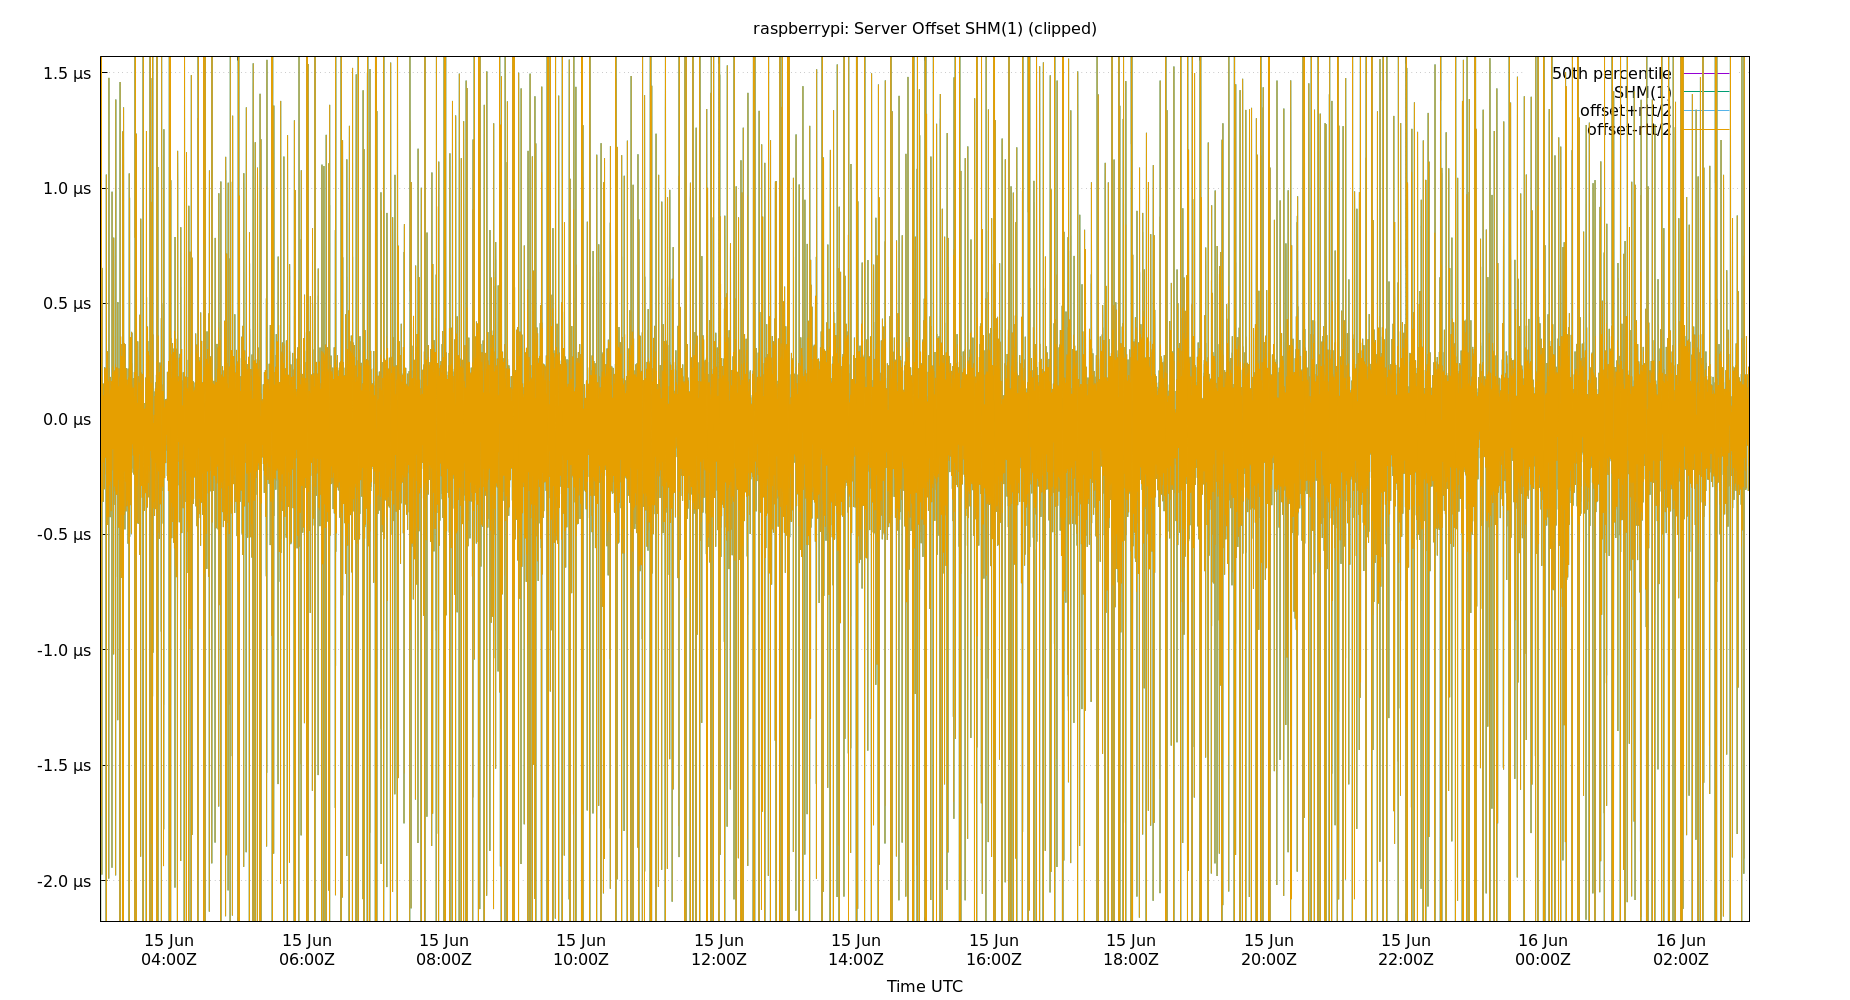 raspberrypi: Server Offset SHM(1) (clipped)
1.5 µs
1.0 µs
0.5 µs
0.0 µs
-0.5 µs
-1.0 µs
-1.5 µs
-2.0 µs
50th percentile
SHM(1)
offset+rtt/2
offset-rtt/2
15 Jun 15 Jun 15 Jun 15 Jun 15 Jun 15 Jun 15 Jun 15 Jun 15 Jun 15 Jun 16 Jun 16 Jun
04:00Z 06:00Z 08:00Z 10:00Z 12:00Z 14:00Z 16:00Z 18:00Z 20:00Z 22:00Z 00:00Z 02:00Z
Time UTC